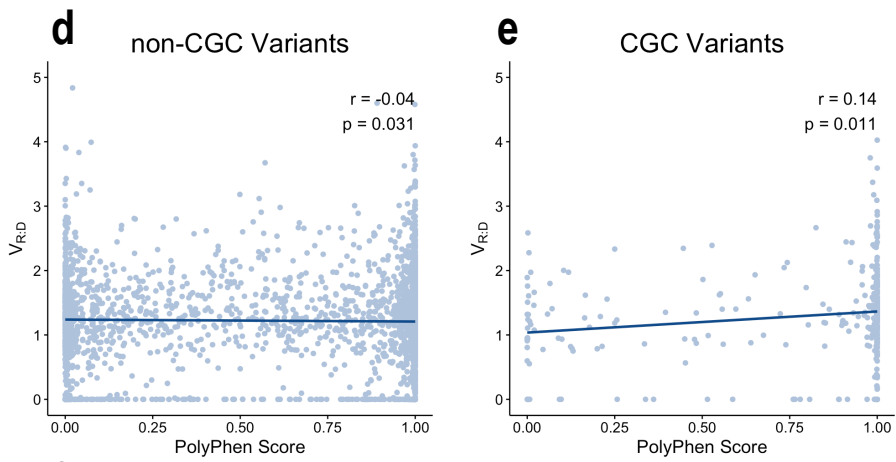 d
non-CGC Variants
r = -0.04
p = 0.031
5
4
3
2
1
0
V R:D
0.00 0.25 0.50 0.75 1.00
PolyPhen Score
e
CGC Variants
r = 0.14
p = 0.011
5
4
3
2
1
0
V R:D
0.00 0.25 0.50 0.75 1.00
PolyPhen Score